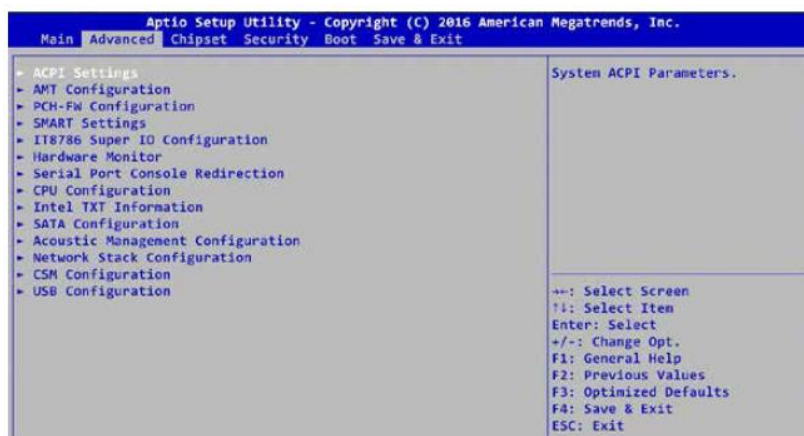 Aptio Setup Utility - Copyright (C) 2016 American Megatrends, Inc.
Main Advanced Chipset Security Boot Save & Exit
► ACPI Settings
► AMT Configuration
► PCH-FW Configuration
► SMART Settings
► IT8786 Super IO Configuration
► Hardware Monitor
► Serial Port Console Redirection
► CPU Configuration
► Intel TXT Information
► SATA Configuration
► Acoustic Management Configuration
► Network Stack Configuration
► CSM Configuration
► USB Configuration
System ACPI Parameters.
→←: Select Screen
↑↓: Select Item
Enter: Select
+/-: Change Opt.
F1: General Help
F2: Previous Values
F3: Optimized Defaults
F4: Save & Exit
ESC: Exit